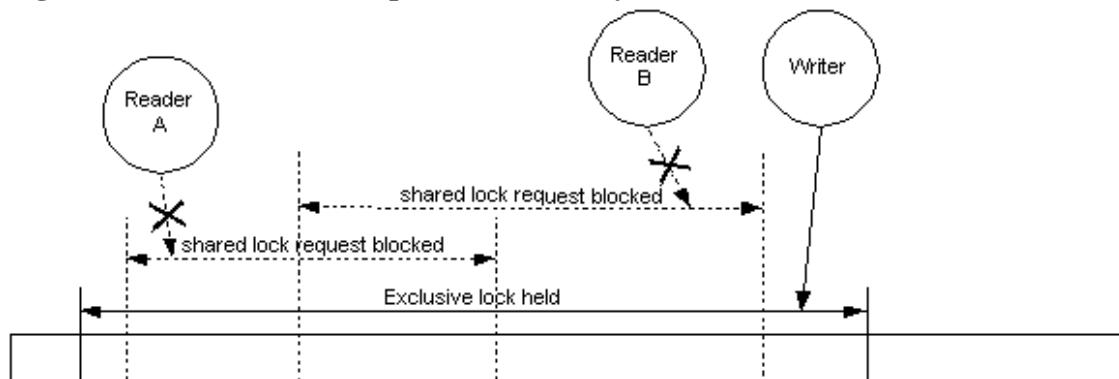 Reader
A
Reader
B
Writer
shared lock request blocked
shared lock request blocked
Exclusive lock held